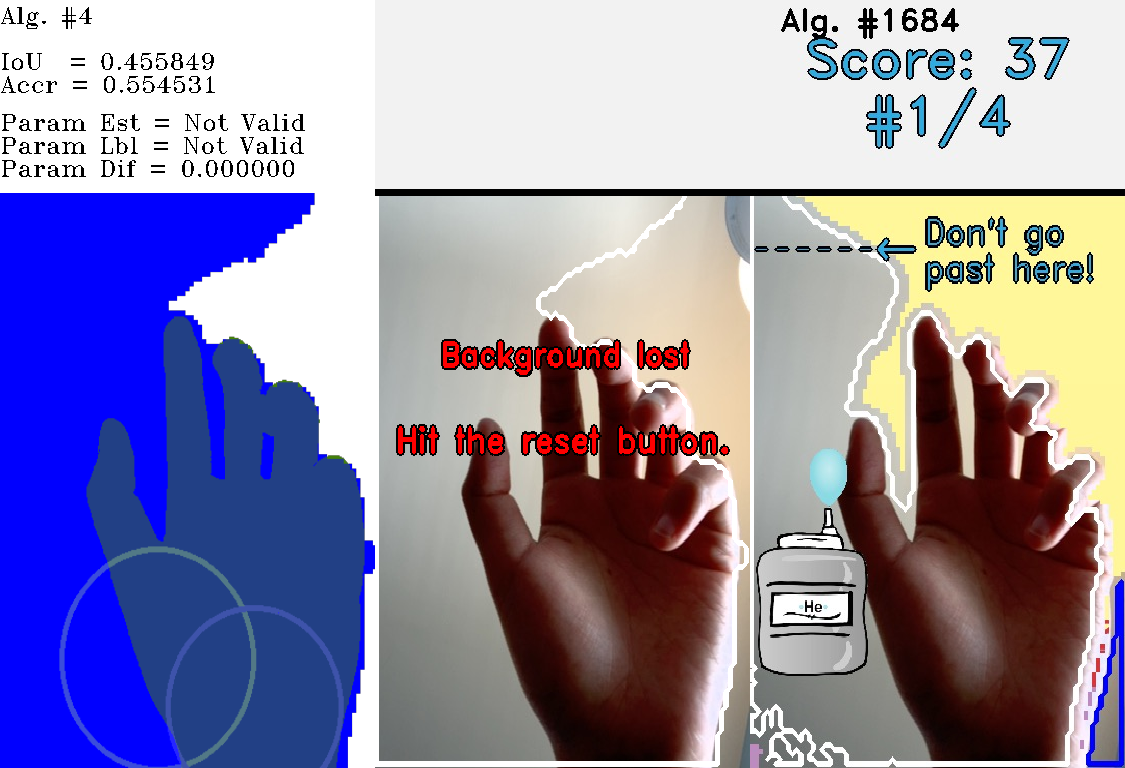 Alg. #4
IoU = 0.455849
Accr = 0.554531
Param Est = Not Valid
Param Lbl = Not Valid
Param Dif = 0.000000
Alg. #1684
Score: 37
#1/4
Background lost
Hit the reset button.
Don't go
past here!
He